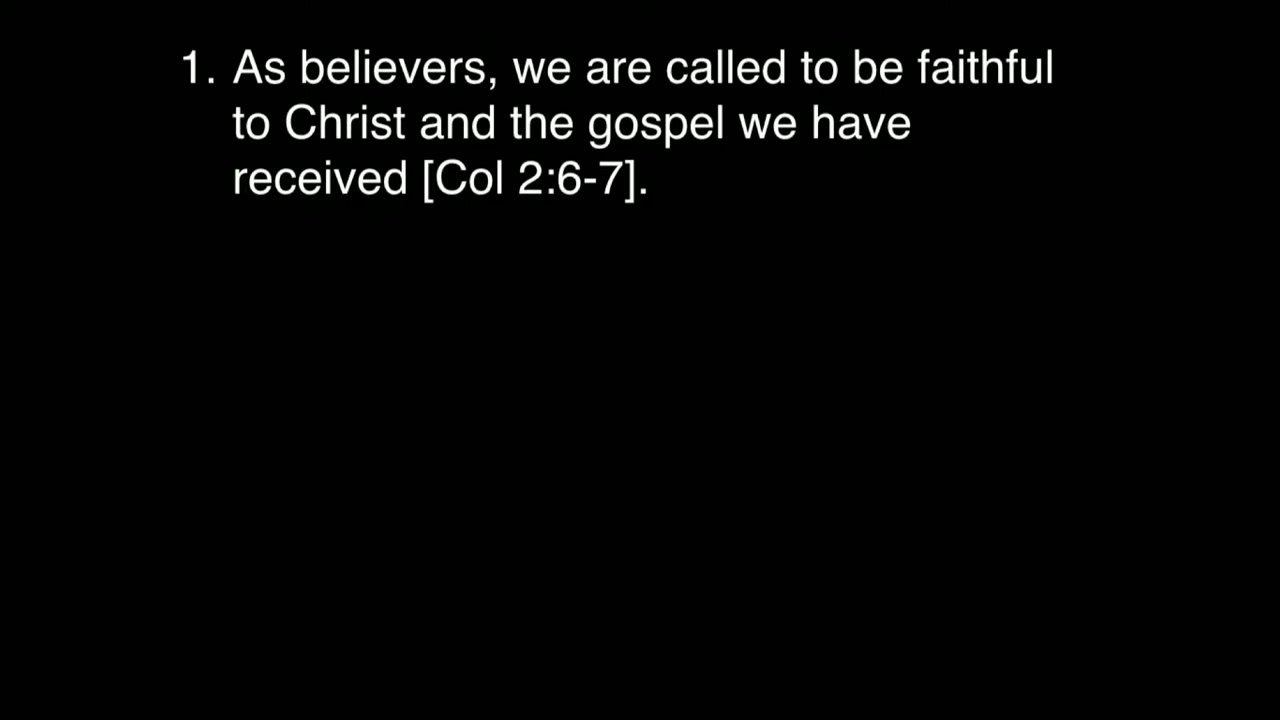 1. As believers, we are called to be faithful
to Christ and the gospel we have
received [Col 2:6-7].